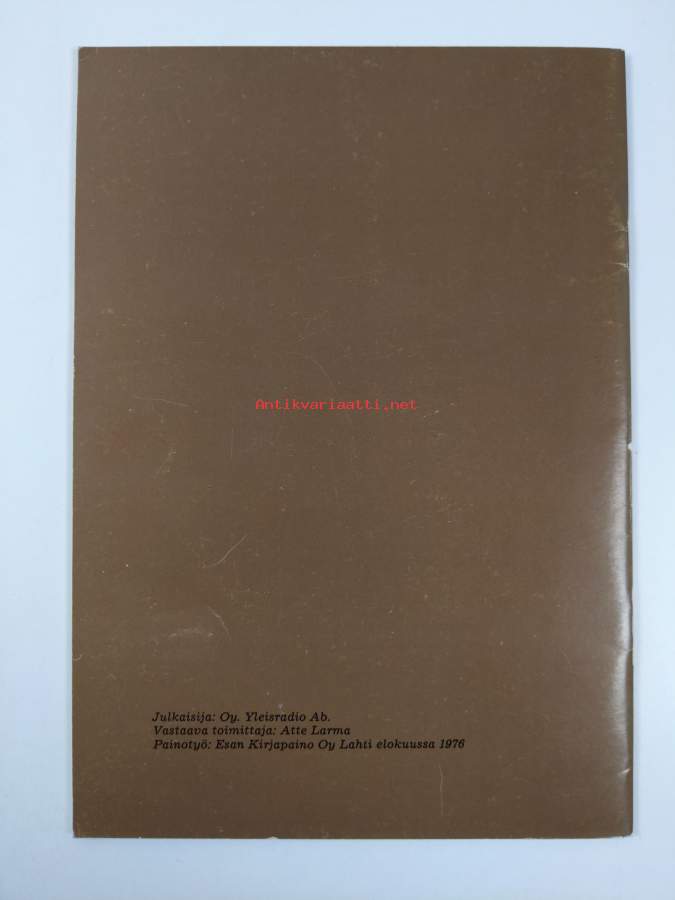 Antikvariaatti.net
Julkaisija: Oy. Yleisradio Ab.
Vastaava toimittaja: Atte Larma
Painotyö: Esan Kirjapaino Oy Lahti elokuussa 1976